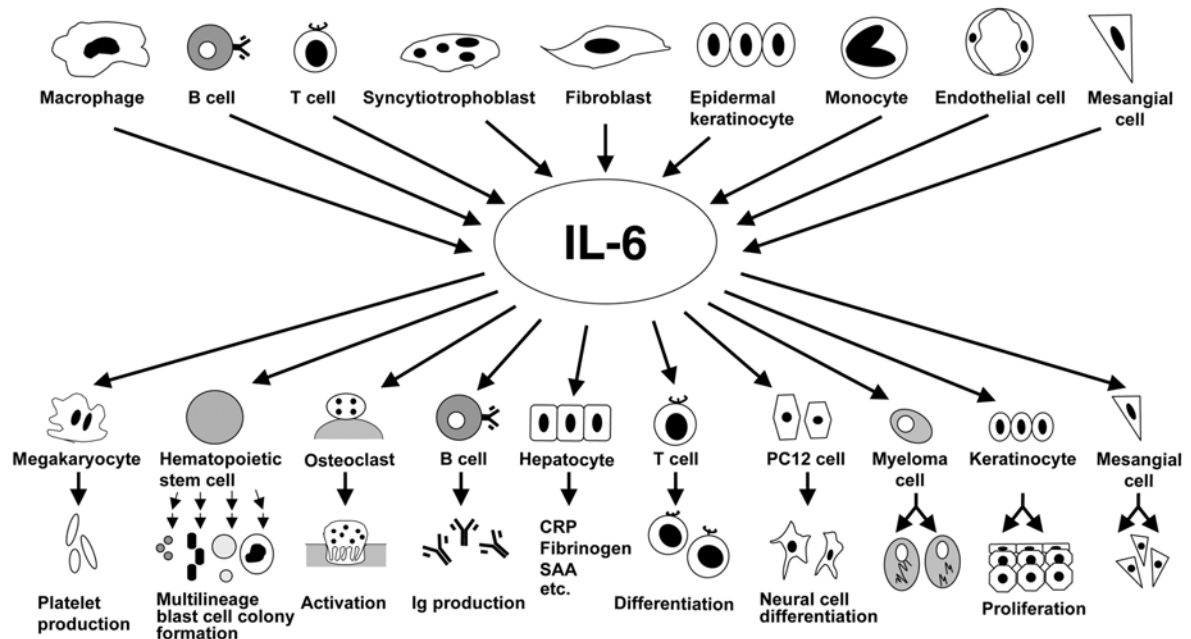 Macrophage
B cell
T cell
Syncytiotrophoblast
Fibroblast
Epidermal
keratinocyte
Monocyte
Endothelial cell
Mesangial
cell
IL-6
Megakaryocyte
Hematopoietic
stem cell
Osteoclast
B cell
Hepatocyte
T cell
PC12 cell
Myeloma
cell
Keratinocyte
Mesangial
cell
Platelet
production
Multilineage
blast cell colony
formation
Activation
Ig production
CRP
Fibrinogen
SAA
etc.
Differentiation
Neural cell
differentiation
Proliferation